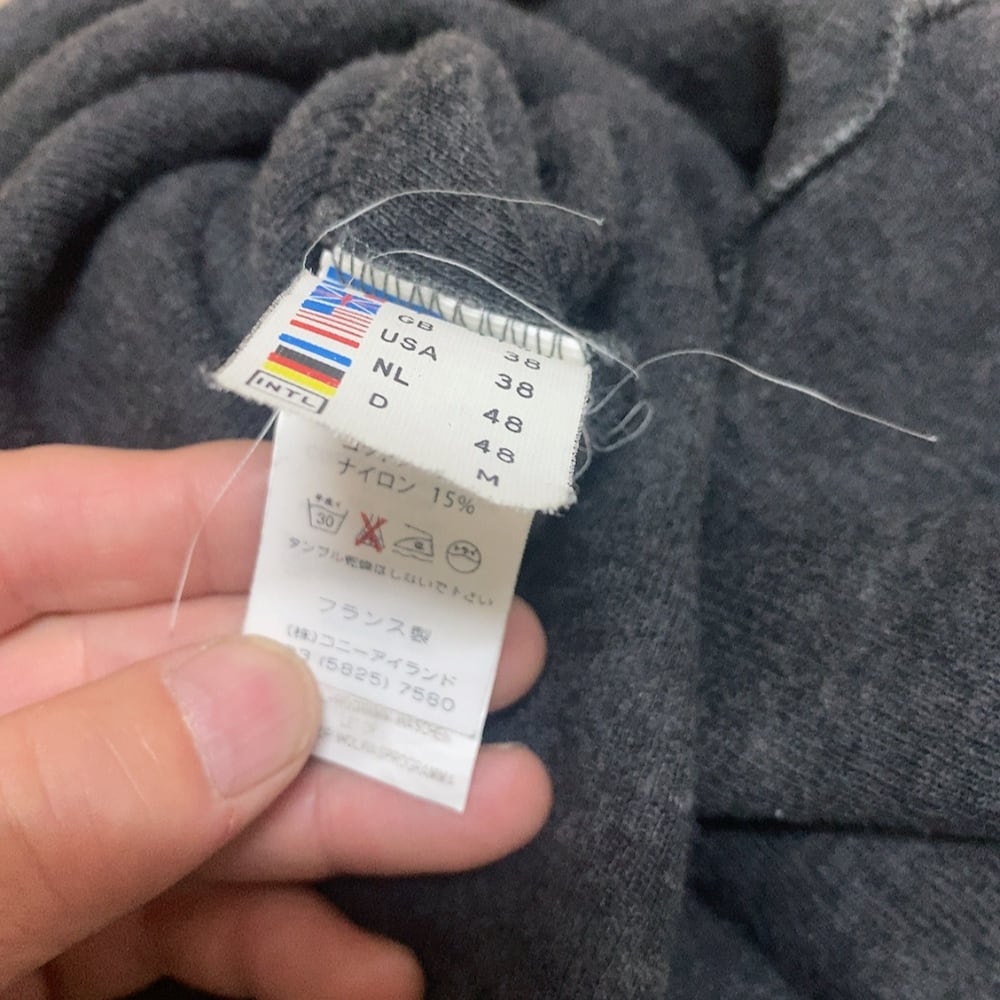 GB 38
USA 38
NL 48
D 48
INTL M
ナイロン 15%
30
タンブル乾燥はしないで下さい
フランス製
(株)コニーアイランド
3 (5825) 7580